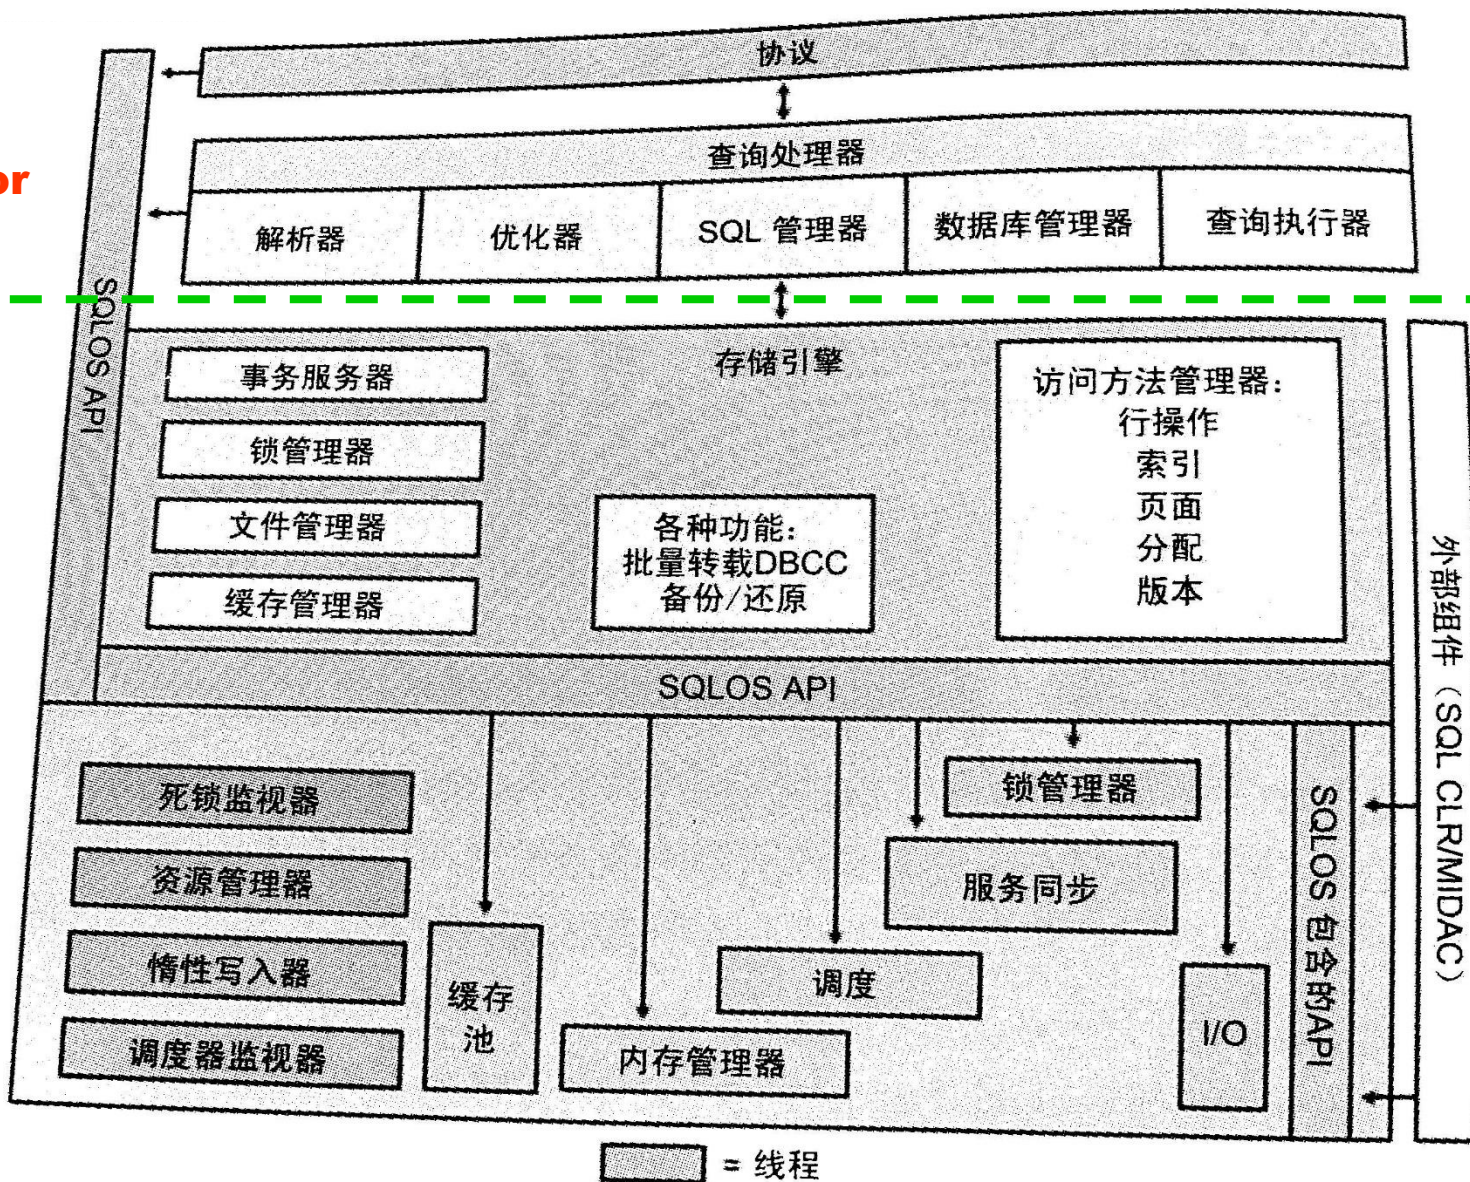 协议
查询处理器
or
解析器
优化器
SQL 管理器
数据库管理器
查询执行器
SQLOS API
存储引擎
事务服务器
锁管理器
文件管理器
缓存管理器
各种功能：
批量转载DBCC
备份/还原
访问方法管理器：
行操作
索引
页面
分配
版本
外部组件（SQL CLR/MIDAC）
SQLOS API
死锁监视器
资源管理器
惰性写入器
调度器监视器
缓存
池
内存管理器
调度
服务同步
锁管理器
I/O
SQLOS 包含的API
= 线程